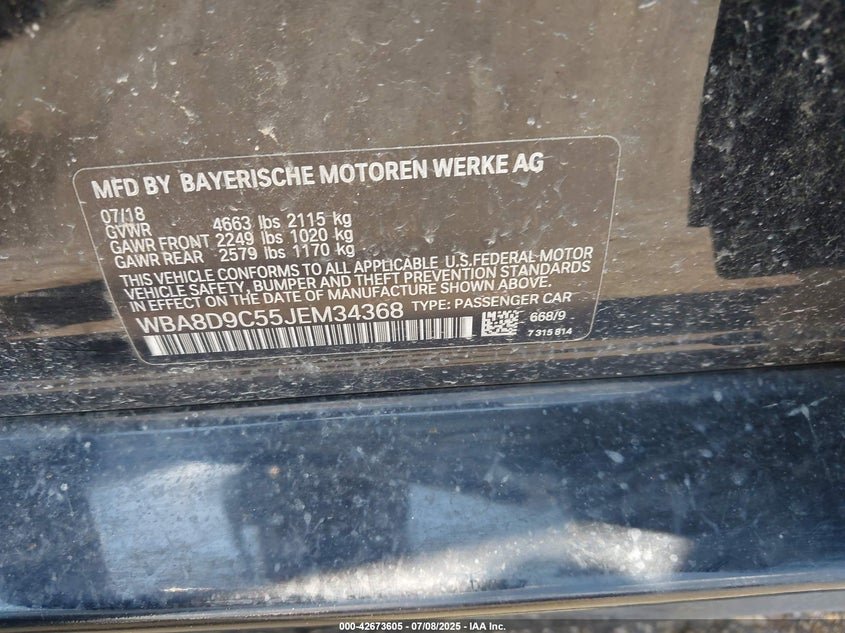 MFD BY BAYERISCHE MOTOREN WERKE AG
07/18
GVWR 4663 lbs 2115 kg
GAWR FRONT 2249 lbs 1020 kg
GAWR REAR 2579 lbs 1170 kg
THIS VEHICLE CONFORMS TO ALL APPLICABLE U.S.FEDERAL MOTOR
VEHICLE SAFETY, BUMPER AND THEFT PREVENTION STANDARDS
IN EFFECT ON THE DATE OF MANUFACTURE SHOWN ABOVE.
WBA8D9C55JEM34368 TYPE: PASSENGER CAR
668/9
7 315 814
000-42673605 - 07/08/2025 - IAA Inc.